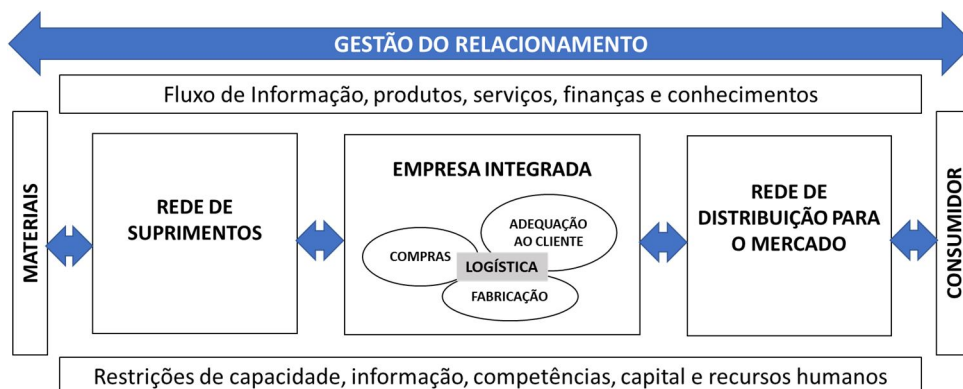 GESTÃO DO RELACIONAMENTO
Fluxo de Informação, produtos, serviços, finanças e conhecimentos
MATERIAIS
REDE DE
SUPRIMENTOS
EMPRESA INTEGRADA
ADEQUAÇÃO
AO CLIENTE
COMPRAS
LOGÍSTICA
FABRICAÇÃO
REDE DE
DISTRIBUIÇÃO PARA
O MERCADO
CONSUMIDOR
Restrições de capacidade, informação, competências, capital e recursos humanos